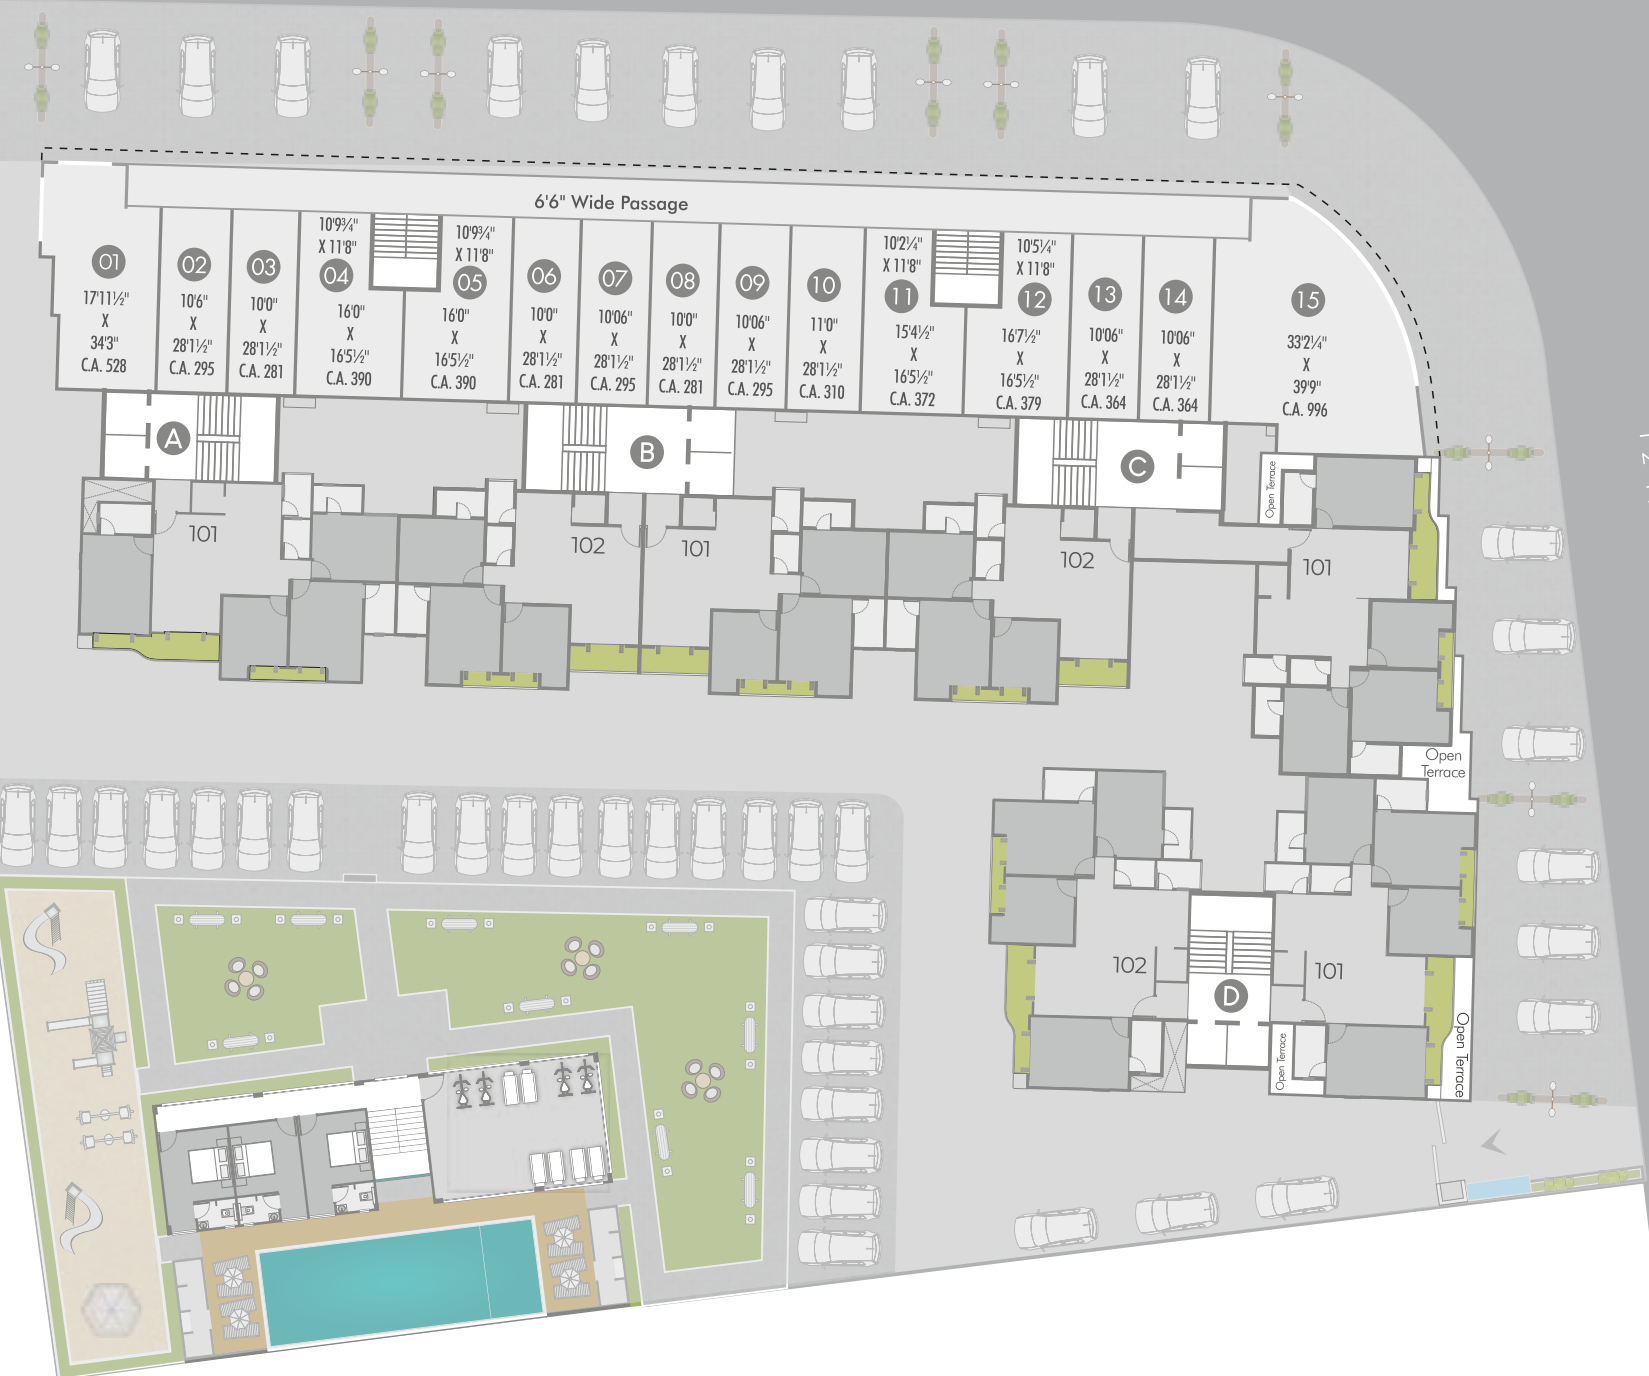 6'6" Wide Passage
01
17'11½"
X
34'3"
C.A. 528
02
10'6"
X
28'1½"
C.A. 295
03
10'0"
X
28'1½"
C.A. 281
10'9¾"
X 11'8"
04
16'0"
X
16'5½"
C.A. 390
10'9¾"
X 11'8"
05
16'0"
X
16'5½"
C.A. 390
06
10'0"
X
28'1½"
C.A. 281
07
10'06"
X
28'1½"
C.A. 295
08
10'0"
X
28'1½"
C.A. 281
09
10'06"
X
28'1½"
C.A. 295
10
11'0"
X
28'1½"
C.A. 310
10'2¼"
X 11'8"
11
15'4½"
X
16'5½"
C.A. 372
10'5¼"
X 11'8"
12
16'7½"
X
16'5½"
C.A. 379
13
10'06"
X
28'1½"
C.A. 364
14
10'06"
X
28'1½"
C.A. 364
15
33'2¼"
X
39'9"
C.A. 996
A
B
C
Open Terrace
101
102
101
102
101
Open
Terrace
102
101
D
Open Terrace
Open Terrace
N